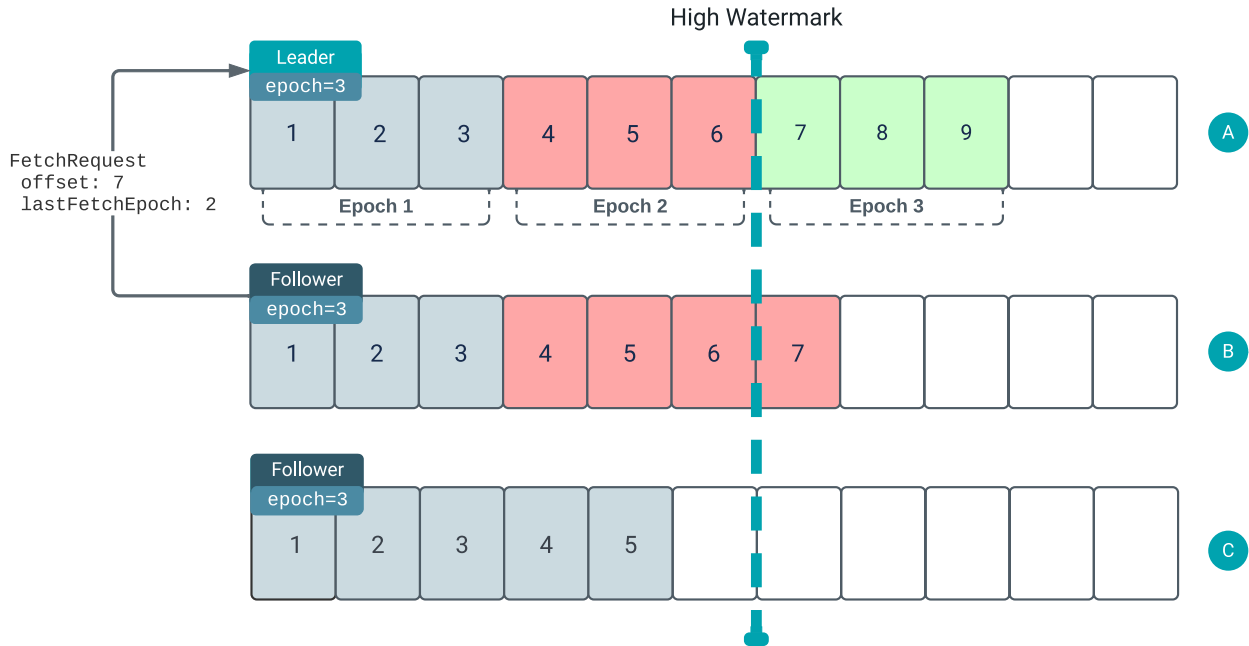 High Watermark
Leader
epoch=3
1 2 3 4 5 6 7 8 9
A
FetchRequest
offset: 7
lastFetchEpoch: 2
Epoch 1 Epoch 2 Epoch 3
Follower
epoch=3
1 2 3 4 5 6 7
B
Follower
epoch=3
1 2 3 4 5
C